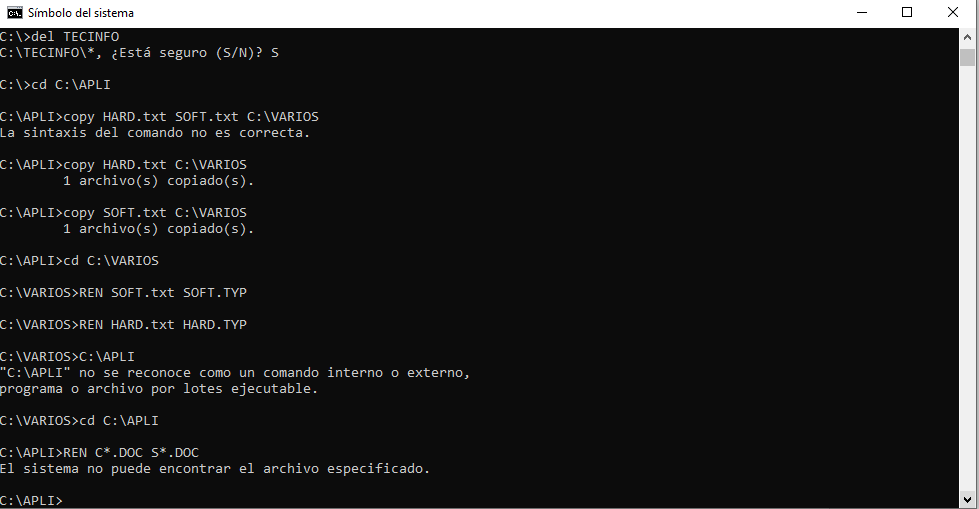 Símbolo del sistema
C:\>del TECINFO
C:\TECINFO\*, ¿Está seguro (S/N)? S
C:\>cd C:\APLI
C:\APLI>copy HARD.txt SOFT.txt C:\VARIOS
La sintaxis del comando no es correcta.
C:\APLI>copy HARD.txt C:\VARIOS
        1 archivo(s) copiado(s).
C:\APLI>copy SOFT.txt C:\VARIOS
        1 archivo(s) copiado(s).
C:\APLI>cd C:\VARIOS
C:\VARIOS>REN SOFT.txt SOFT.TYP
C:\VARIOS>REN HARD.txt HARD.TYP
C:\VARIOS>C:\APLI
"C:\APLI" no se reconoce como un comando interno o externo,
programa o archivo por lotes ejecutable.
C:\VARIOS>cd C:\APLI
C:\APLI>REN C*.DOC S*.DOC
El sistema no puede encontrar el archivo especificado.
C:\APLI>